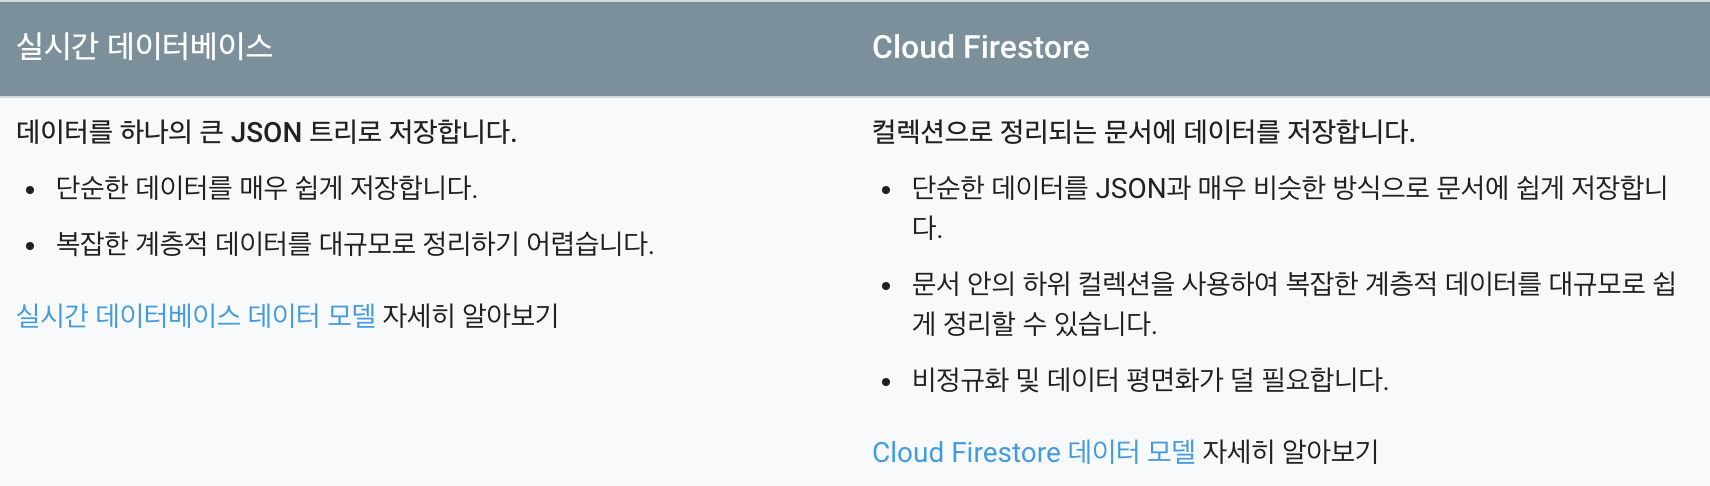 실시간 데이터베이스
Cloud Firestore
데이터를 하나의 큰 JSON 트리로 저장합니다.
• 단순한 데이터를 매우 쉽게 저장합니다.
• 복잡한 계층적 데이터를 대규모로 정리하기 어렵습니다.
실시간 데이터베이스 데이터 모델 자세히 알아보기
컬렉션으로 정리되는 문서에 데이터를 저장합니다.
• 단순한 데이터를 JSON과 매우 비슷한 방식으로 문서에 쉽게 저장합니
다.
• 문서 안의 하위 컬렉션을 사용하여 복잡한 계층적 데이터를 대규모로 쉽
게 정리할 수 있습니다.
• 비정규화 및 데이터 평면화가 덜 필요합니다.
Cloud Firestore 데이터 모델 자세히 알아보기